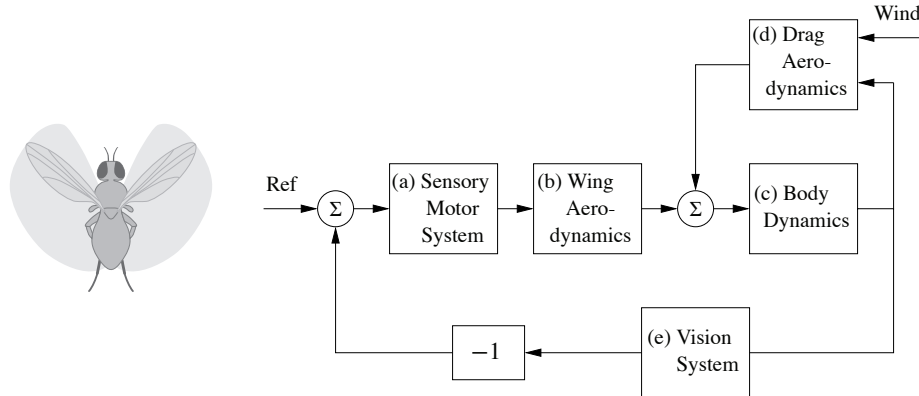 Wind
(d) Drag
Aero-
dynamics
Ref
Σ
(a) Sensory
Motor
System
(b) Wing
Aero-
dynamics
Σ
(c) Body
Dynamics
−1
(e) Vision
System